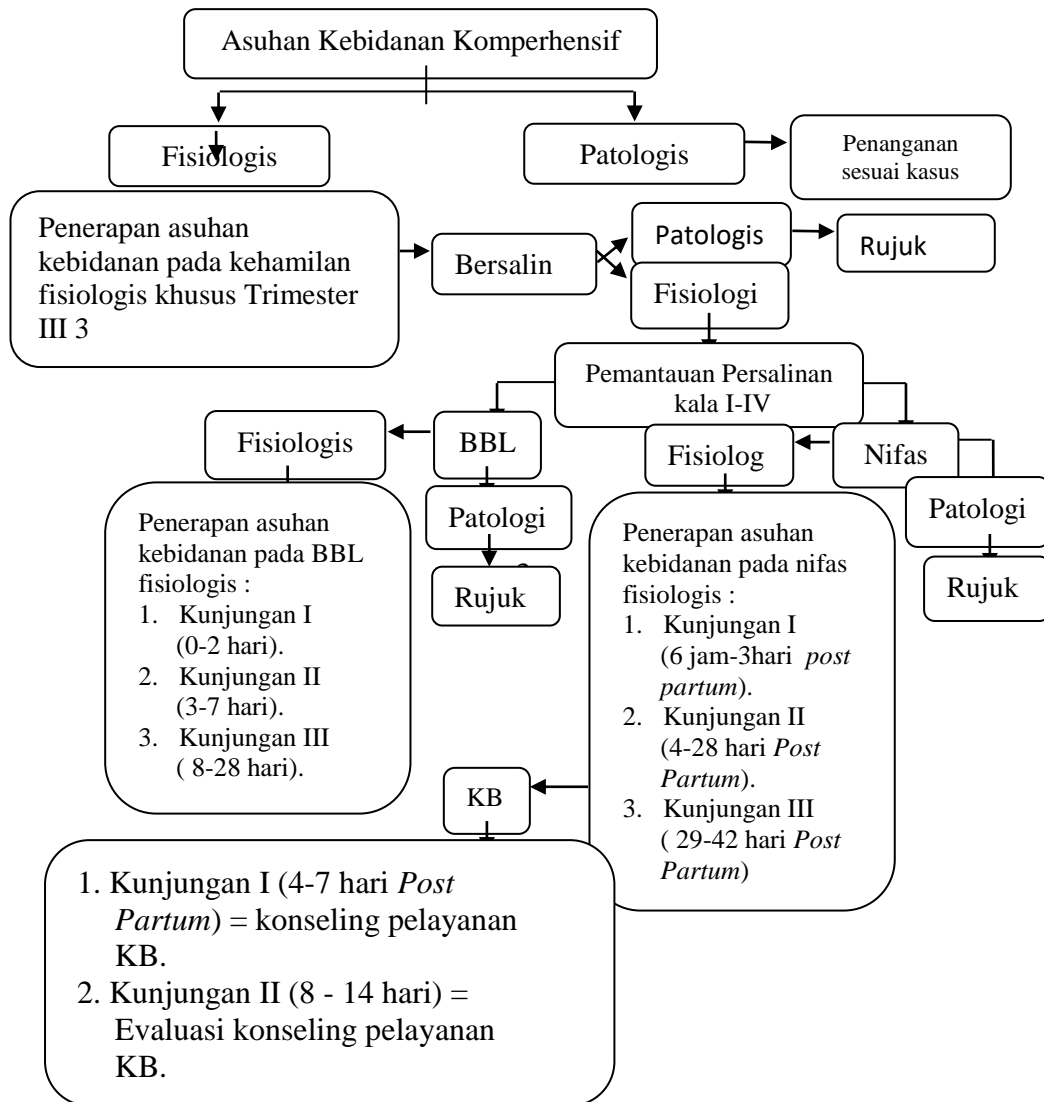 Asuhan Kebidanan Komperhensif
Fisiologis
Patologis
Penanganan
sesuai kasus
Penerapan asuhan
kebidanan pada kehamilan
fisiologis khusus Trimester
III 3
Bersalin
Patologis
Rujuk
Fisiologi
Pemantauan Persalinan
kala I-IV
Fisiologis
BBL
Fisiolog
Nifas
Patologi
Patologi
Rujuk
Rujuk
Penerapan asuhan
kebidanan pada BBL
fisiologis :
1. Kunjungan I
(0-2 hari).
2. Kunjungan II
(3-7 hari).
3. Kunjungan III
( 8-28 hari).
Penerapan asuhan
kebidanan pada nifas
fisiologis :
1. Kunjungan I
(6 jam-3hari post
partum).
2. Kunjungan II
(4-28 hari Post
Partum).
3. Kunjungan III
( 29-42 hari Post
Partum)
KB
1. Kunjungan I (4-7 hari Post
Partum) = konseling pelayanan
KB.
2. Kunjungan II (8 - 14 hari) =
Evaluasi konseling pelayanan
KB.